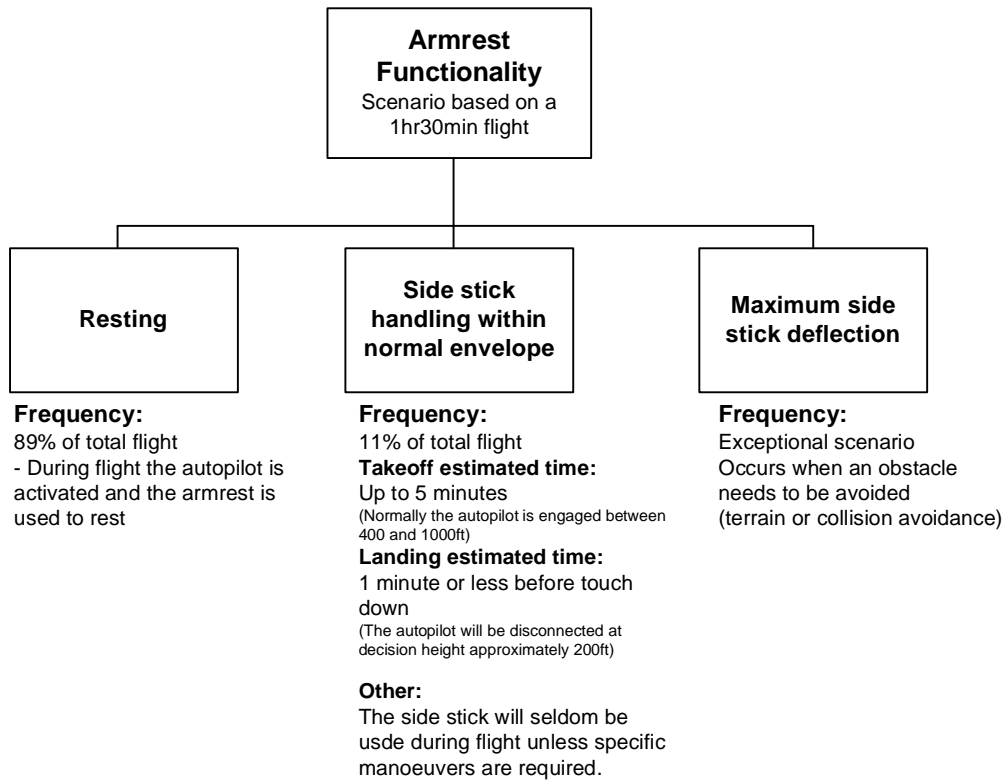 Armrest
Functionality
Scenario based on a
1hr30min flight
Resting
Frequency:
89% of total flight
- During flight the autopilot is
activated and the armrest is
used to rest
Side stick
handling within
normal envelope
Frequency:
11% of total flight
Takeoff estimated time:
Up to 5 minutes
(Normally the autopilot is engaged between
400 and 1000ft)
Landing estimated time:
1 minute or less before touch
down
(The autopilot will be disconnected at
decision height approximately 200ft)
Other:
The side stick will seldom be
usde during flight unless specific
manoeuvers are required.
Maximum side
stick deflection
Frequency:
Exceptional scenario
Occurs when an obstacle
needs to be avoided
(terrain or collision avoidance)